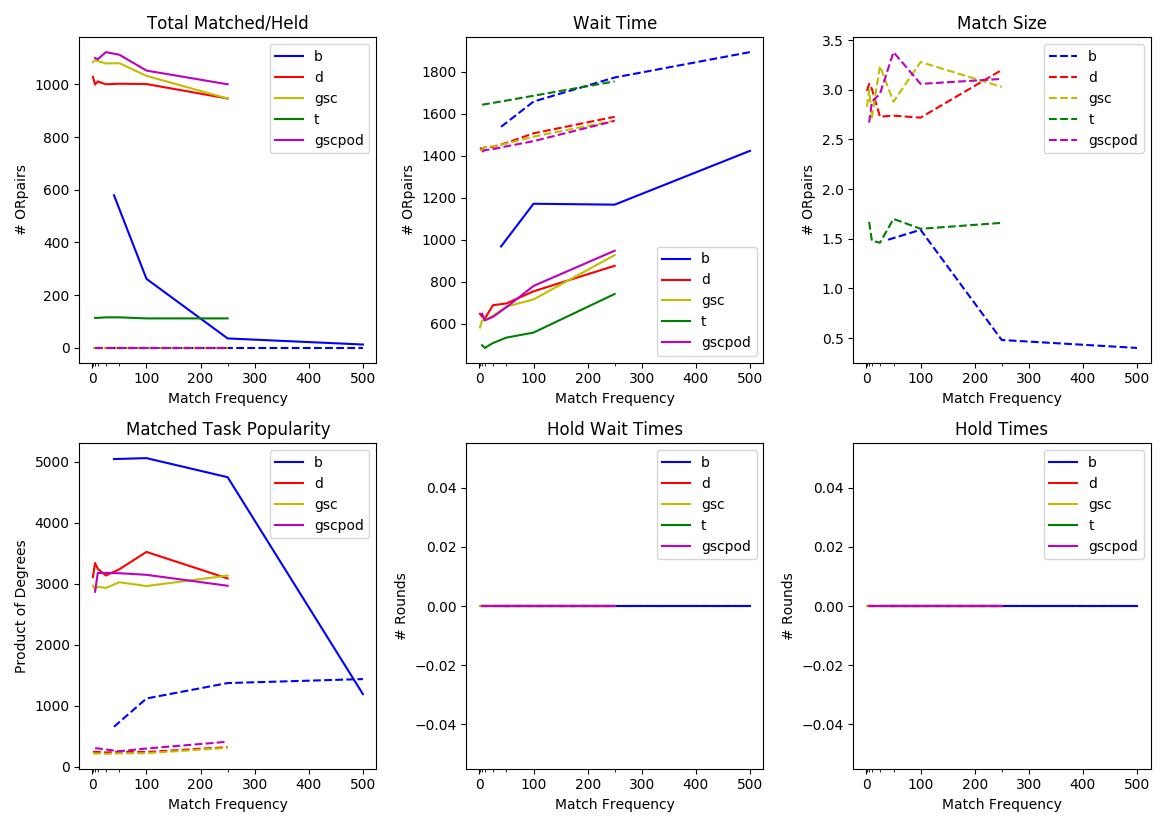 Total Matched/Held
# ORpairs
1000
800
600
400
200
0
0
100
200
300
400
500
Match Frequency
b
d
gsc
t
gscpod
Wait Time
# ORpairs
1800
1600
1400
1200
1000
800
600
0
100
200
300
400
500
Match Frequency
b
d
gsc
t
gscpod
Match Size
# ORpairs
3.5
3.0
2.5
2.0
1.5
1.0
0.5
0
100
200
300
400
500
Match Frequency
b
d
gsc
t
gscpod
Matched Task Popularity
Product of Degrees
5000
4000
3000
2000
1000
0
0
100
200
300
400
500
Match Frequency
b
d
gsc
gscpod
Hold Wait Times
# Rounds
0.04
0.02
0.00
−0.02
−0.04
0
100
200
300
400
500
Match Frequency
b
d
gsc
t
gscpod
Hold Times
# Rounds
0.04
0.02
0.00
−0.02
−0.04
0
100
200
300
400
500
Match Frequency
b
d
gsc
t
gscpod